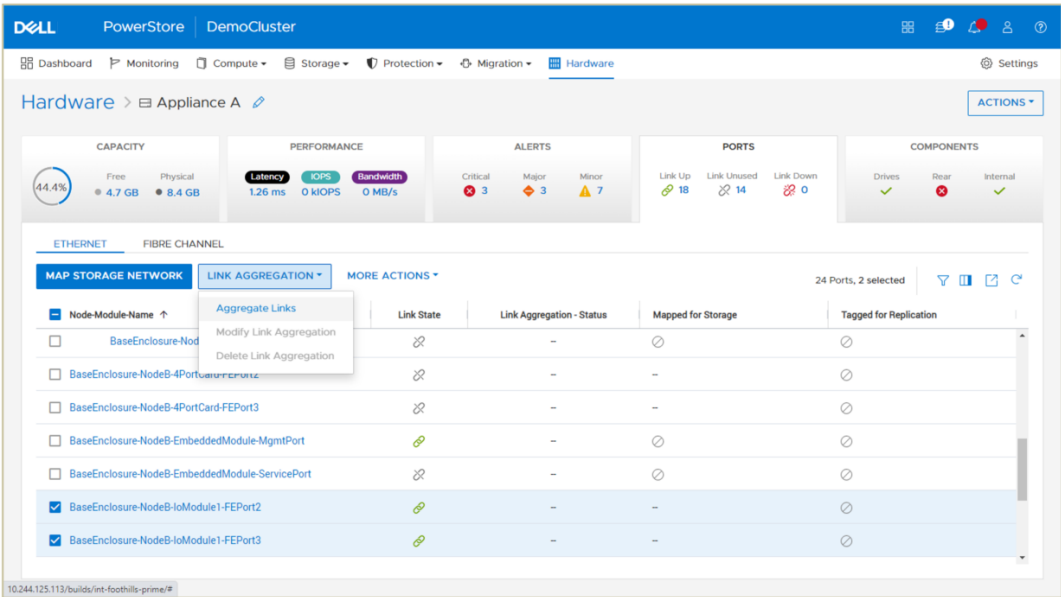 DELL PowerStore DemoCluster
Dashboard Monitoring Compute Storage Protection Migration Hardware Settings
Hardware > Appliance A ACTIONS
CAPACITY PERFORMANCE ALERTS PORTS COMPONENTS
44.4% Free Physical Latency IOPS Bandwidth Critical Major Minor Link Up Link Unused Link Down Drives Rear Internal
4.7 GB 8.4 GB 1.26 ms 0 kIOPS 0 MB/s 3 3 7 18 14 0
ETHERNET FIBRE CHANNEL
MAP STORAGE NETWORK LINK AGGREGATION MORE ACTIONS 24 Ports, 2 selected
Aggregate Links
Modify Link Aggregation
Delete Link Aggregation
Node-Module-Name ↑ Link State Link Aggregation - Status Mapped for Storage Tagged for Replication
BaseEnclosure-Nod --
BaseEnclosure-NodeB-4PortCard-FEPort2 -- --
BaseEnclosure-NodeB-4PortCard-FEPort3 -- --
BaseEnclosure-NodeB-EmbeddedModule-MgmtPort --
BaseEnclosure-NodeB-EmbeddedModule-ServicePort --
BaseEnclosure-NodeB-IoModule1-FEPort2 -- --
BaseEnclosure-NodeB-IoModule1-FEPort3 -- --
10.244.125.113/builds/int-foothills-prime/#